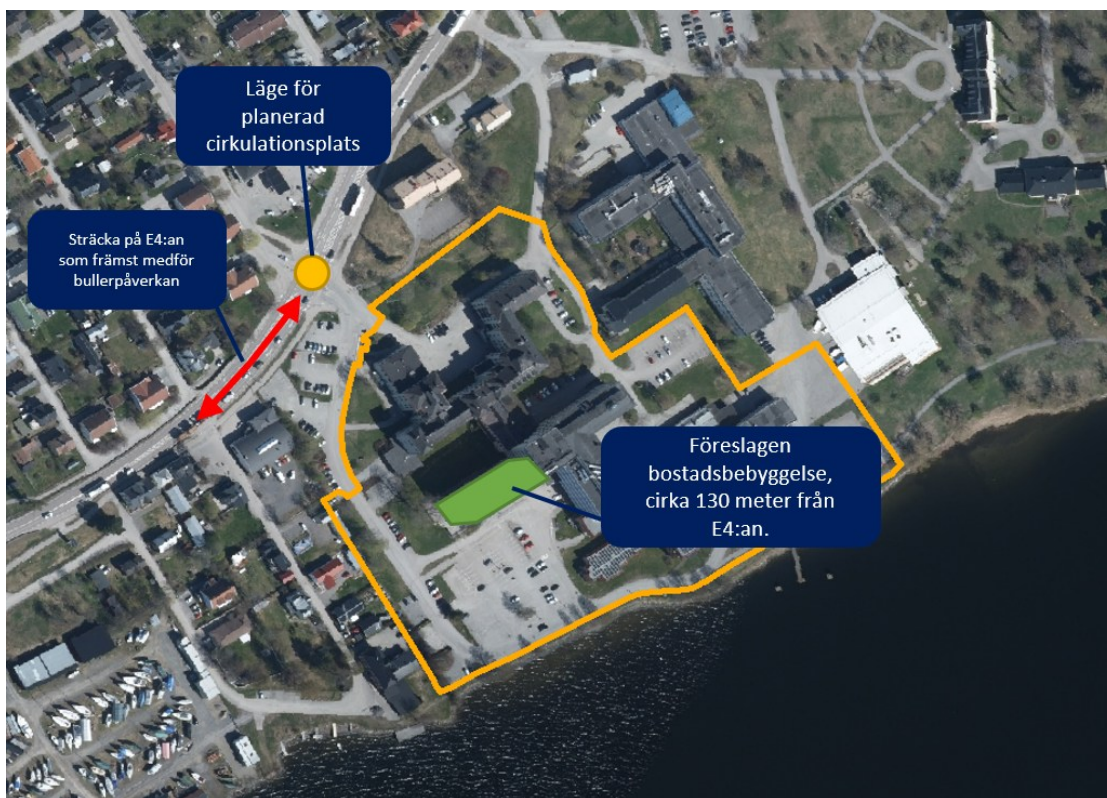 Läge för
planerad
cirkulationsplats
Sträcka på E4:an
som främst medför
bullerpåverkan
Föreslagen
bostadsbebyggelse,
cirka 130 meter från
E4:an.